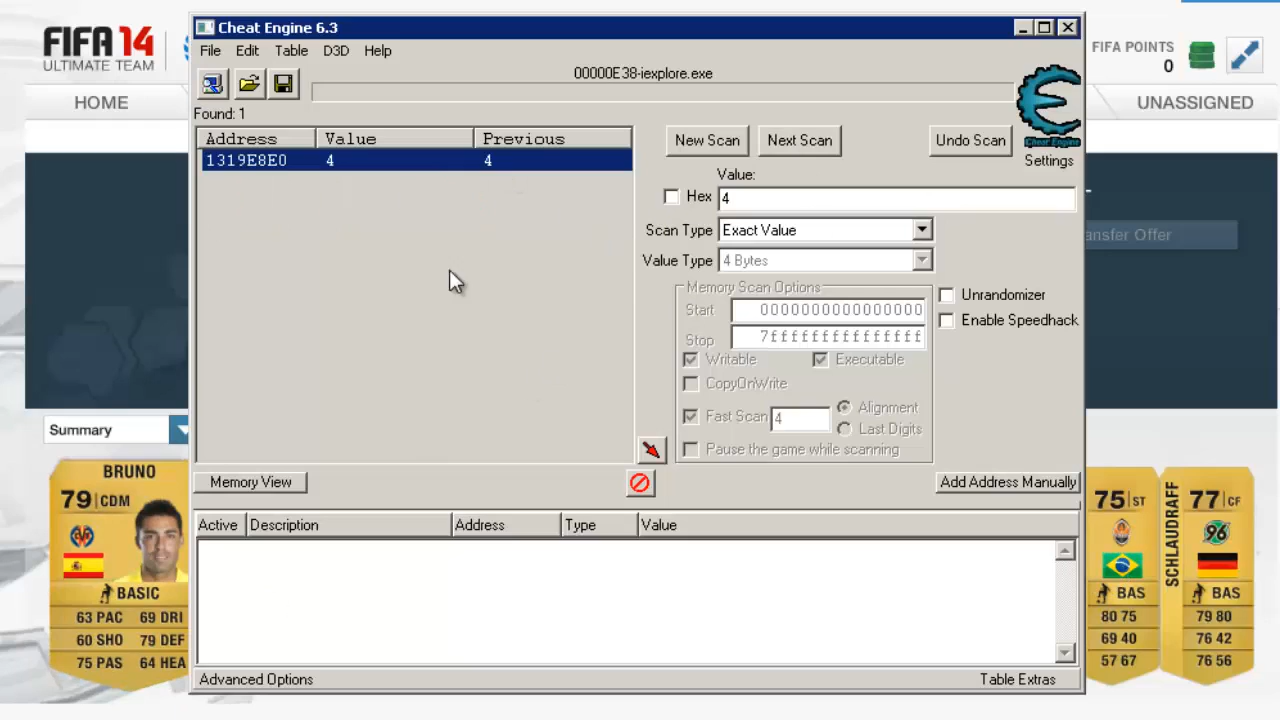 Cheat Engine 6.3
File Edit Table D3D Help
FIFA 14
ULTIMATE TEAM
00000E38-iexplore.exe
FIFA POINTS
0
HOME
UNASSIGNED
Found: 1
Address Value Previous
1319E8E0 4 4
New Scan Next Scan Undo Scan
Cheat Engine
Settings
Value:
Hex 4
Scan Type Exact Value
Value Type 4 Bytes
ansfer Offer
Memory Scan Options
Start 0000000000000000
Stop 7fffffffffffffff
Writable Executable
CopyOnWrite
Fast Scan 4 Alignment
Last Digits
Pause the game while scanning
Unrandomizer
Enable Speedhack
Summary
Memory View
Add Address Manually
Active Description Address Type Value
BRUNO
79 CDM
BASIC
63 PAC 69 DRI
60 SHO 79 DEF
75 PAS 64 HEA
75 ST
BAS
80 75
69 40
57 67
SCHLAUDRAFF
77 CF
96
BAS
79 80
76 42
76 56
Advanced Options
Table Extras